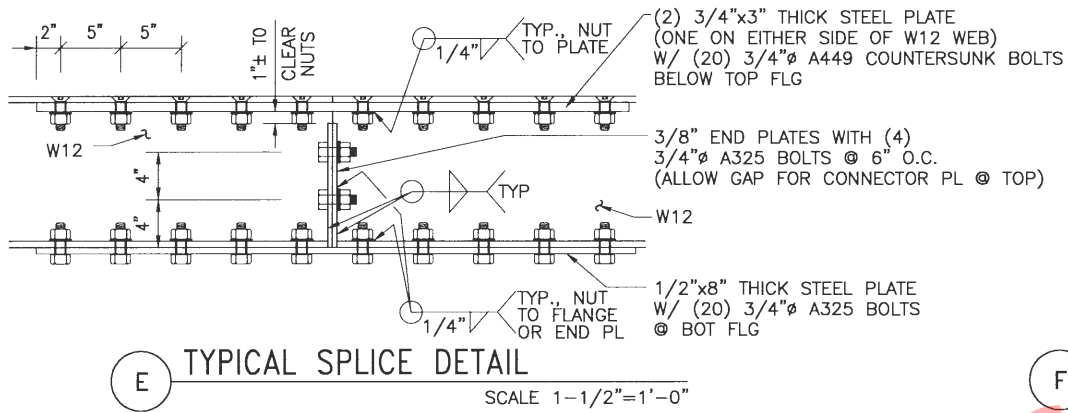 2"
5"
5"
1"± TO
CLEAR
NUTS
1/4"
TYP., NUT
TO PLATE
(2) 3/4"x3" THICK STEEL PLATE
(ONE ON EITHER SIDE OF W12 WEB)
W/ (20) 3/4"ø A449 COUNTERSUNK BOLTS
BELOW TOP FLG
W12
4"
4"
3/8" END PLATES WITH (4)
3/4"ø A325 BOLTS @ 6" O.C.
(ALLOW GAP FOR CONNECTOR PL @ TOP)
TYP
W12
1/4"
TYP., NUT
TO FLANGE
OR END PL
1/2"x8" THICK STEEL PLATE
W/ (20) 3/4"ø A325 BOLTS
@ BOT FLG
E
TYPICAL SPLICE DETAIL
SCALE 1-1/2"=1'-0"
F